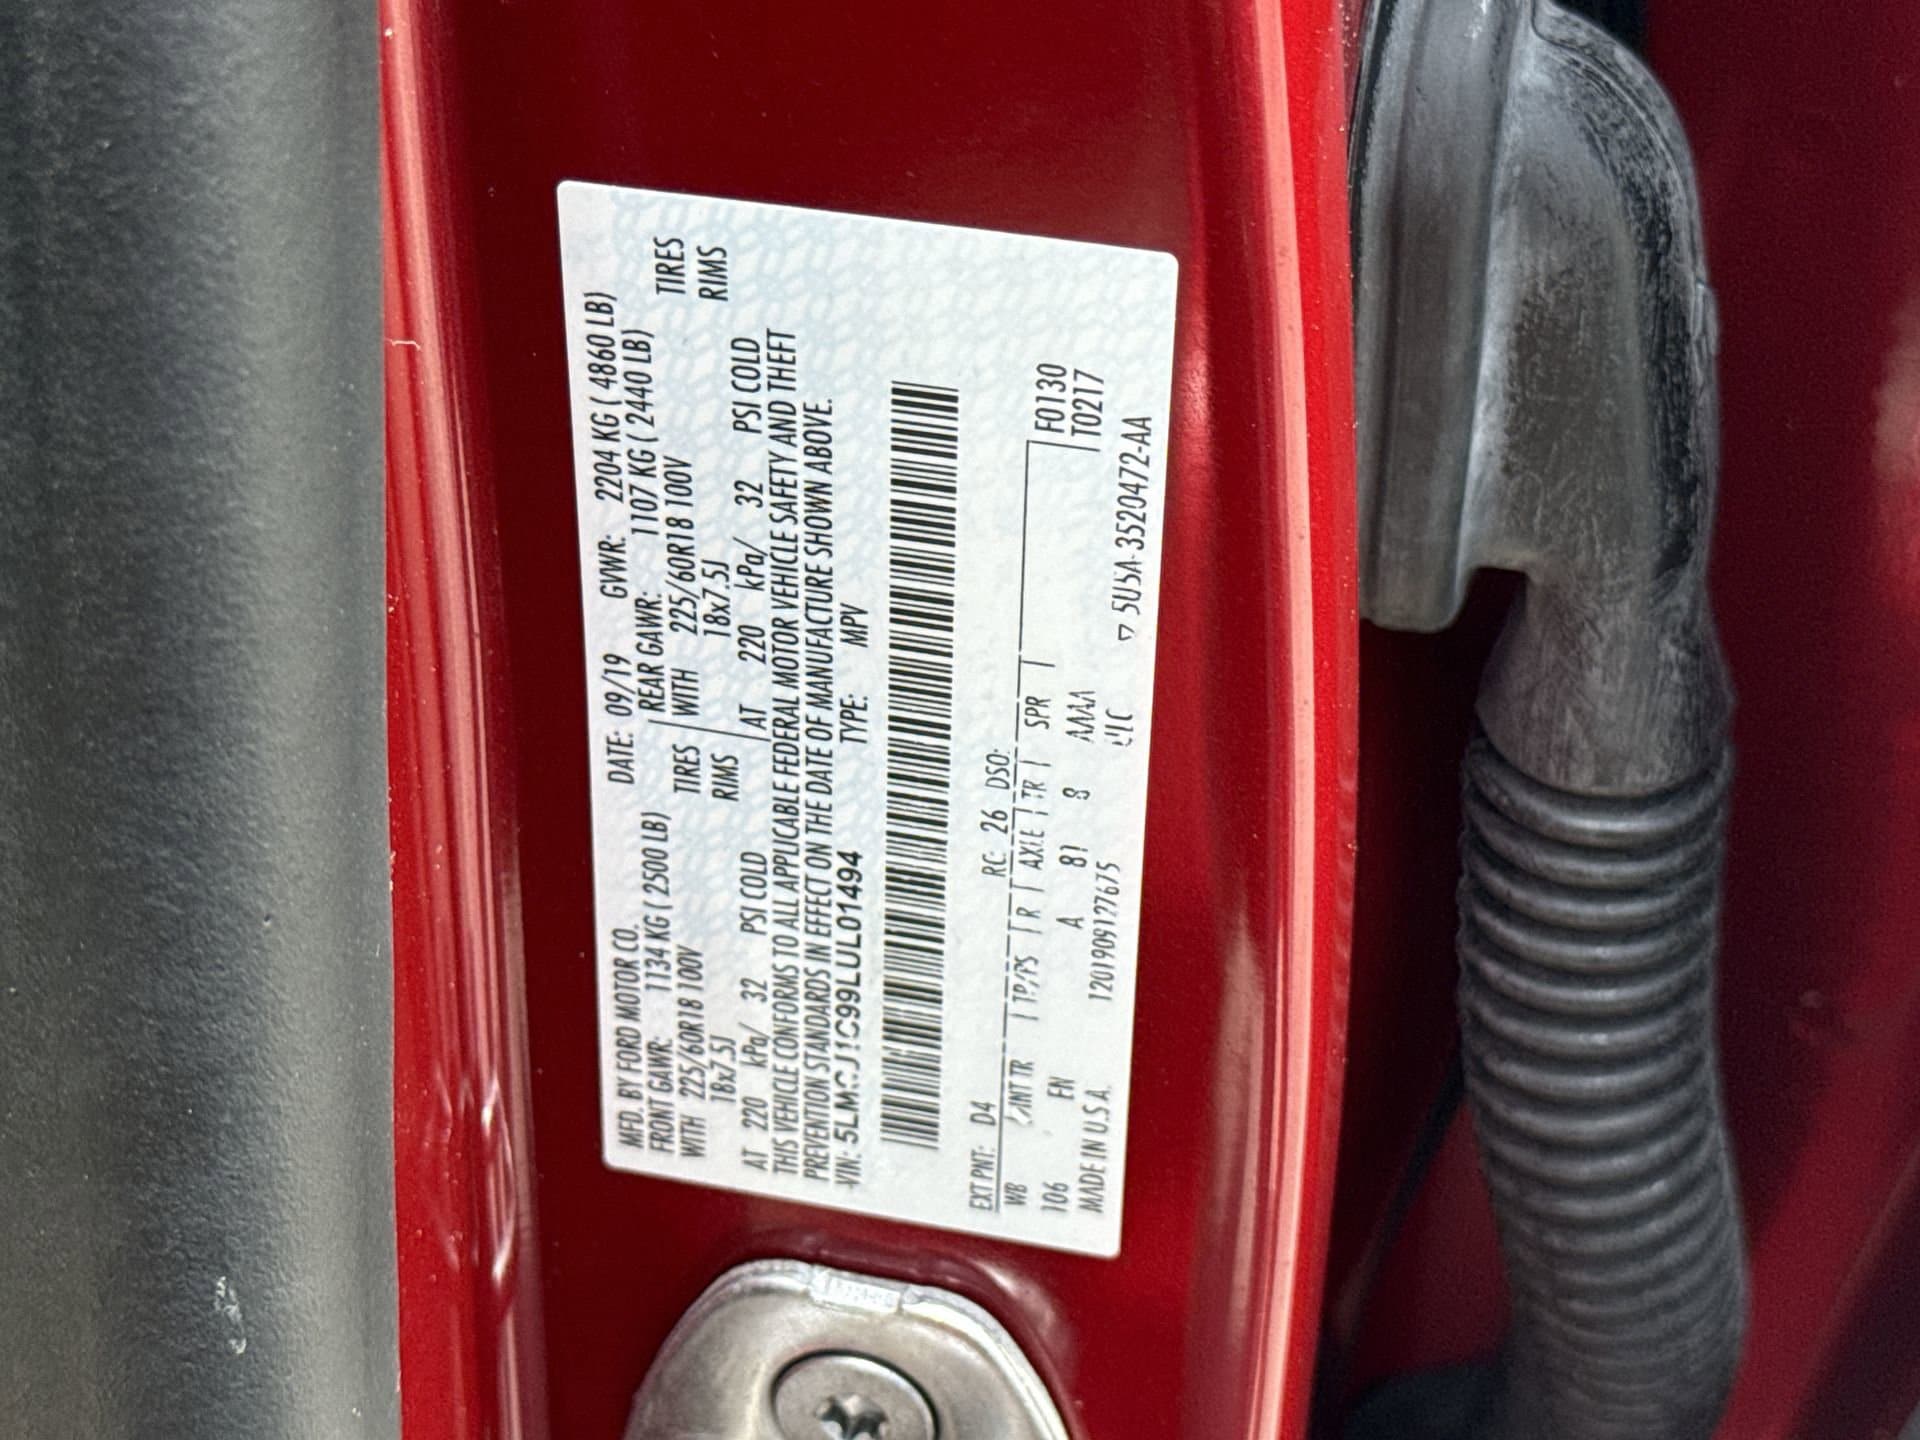 MFD. BY FORD MOTOR CO. DATE: 09/19 GVWR: 2204 KG ( 4860 LB)
FRONT GAWR: 1134 KG ( 2500 LB) REAR GAWR: 1107 KG ( 2440 LB)
WITH 225/60R18 100V TIRES WITH 225/60R18 100V TIRES
18x7.5J RIMS 18x7.5J RIMS
AT 220 kPa/ 32 PSI COLD AT 220 kPa/ 32 PSI COLD
THIS VEHICLE CONFORMS TO ALL APPLICABLE FEDERAL MOTOR VEHICLE SAFETY AND THEFT
PREVENTION STANDARDS IN EFFECT ON THE DATE OF MANUFACTURE SHOWN ABOVE.
VIN: 5LMCJ1C99LUL01494 TYPE: MPV
EXT PNT: D4 RC: 26 DSO:
WB INT TR TP/PS R AXLE TR SPR F0130
106 EN A 81 8 AAAA T0217
MADE IN U.S.A. 1201909127675 ▽ 5U5A-3520472-AA